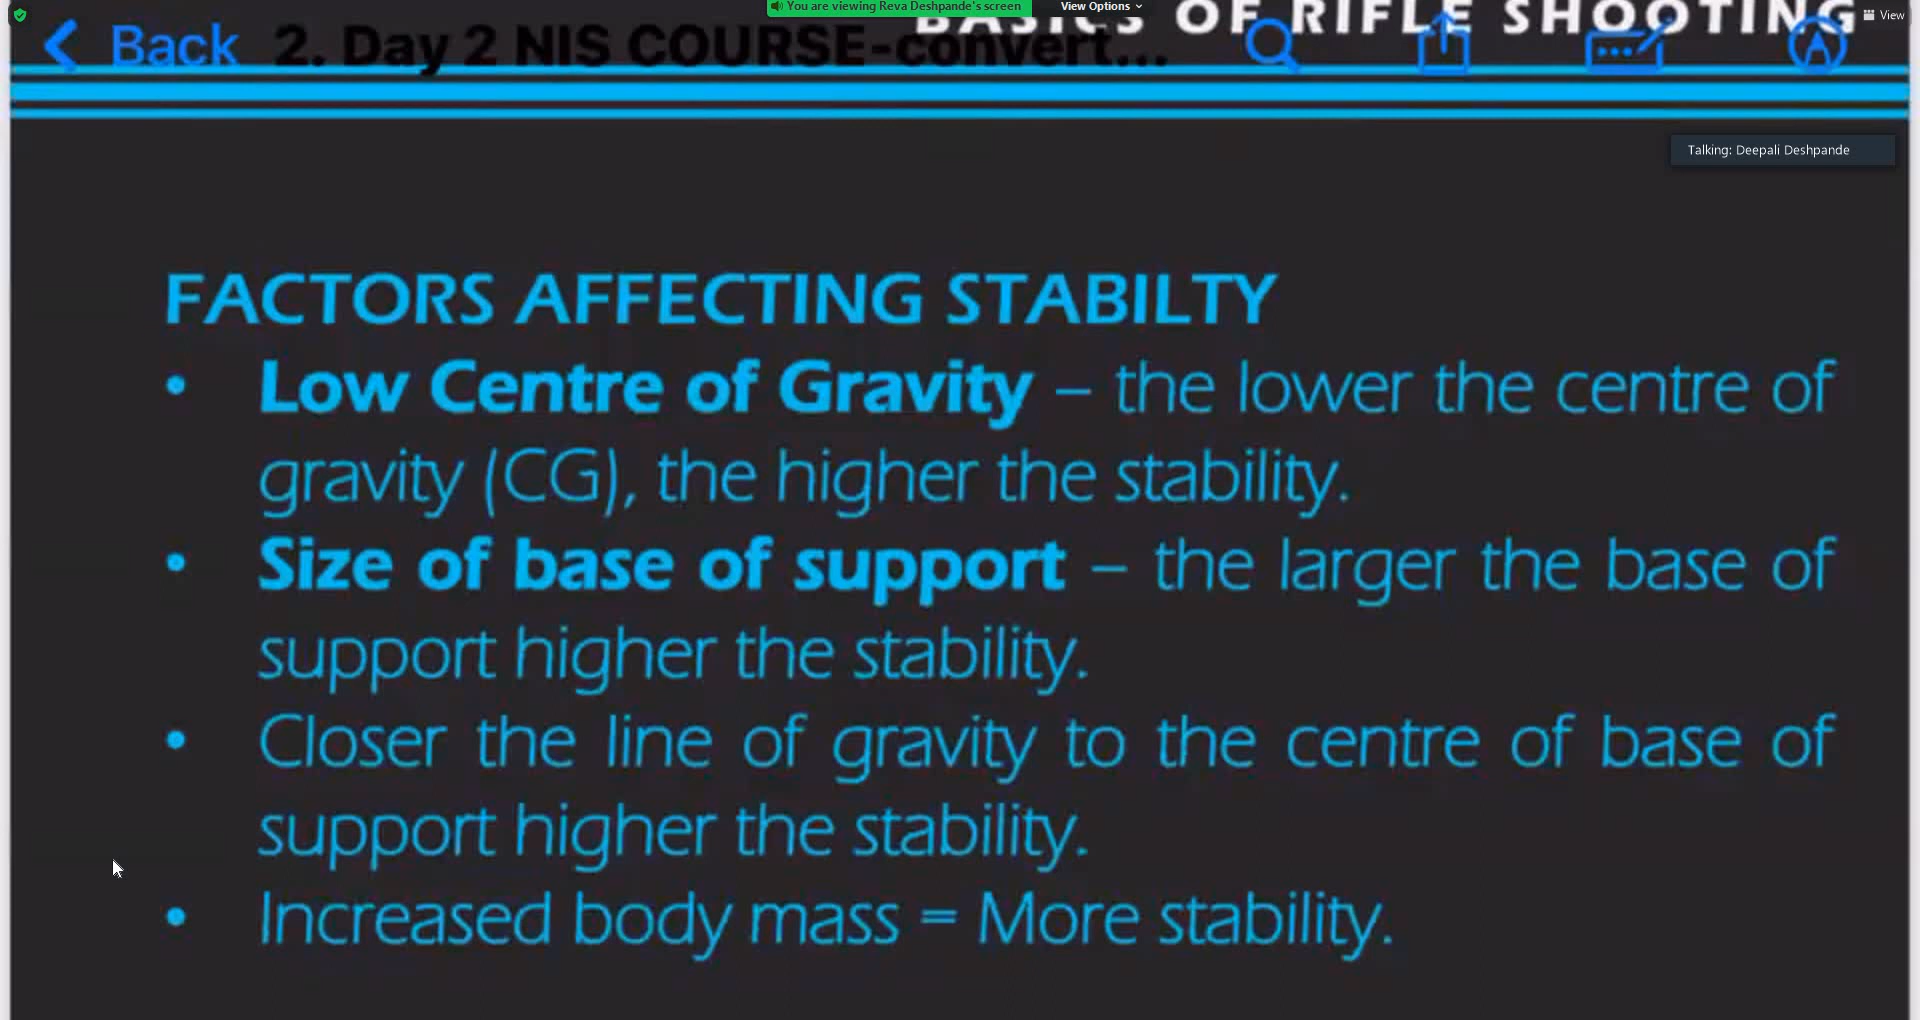 You are viewing Reva Deshpande's screen
View Options
BASICS OF RIFLE SHOOTING
View
Back
2. Day 2 NIS COURSE-convert...
Talking: Deepali Deshpande
FACTORS AFFECTING STABILTY
• Low Centre of Gravity – the lower the centre of
gravity (CG), the higher the stability.
• Size of base of support – the larger the base of
support higher the stability.
• Closer the line of gravity to the centre of base of
support higher the stability.
• Increased body mass = More stability.